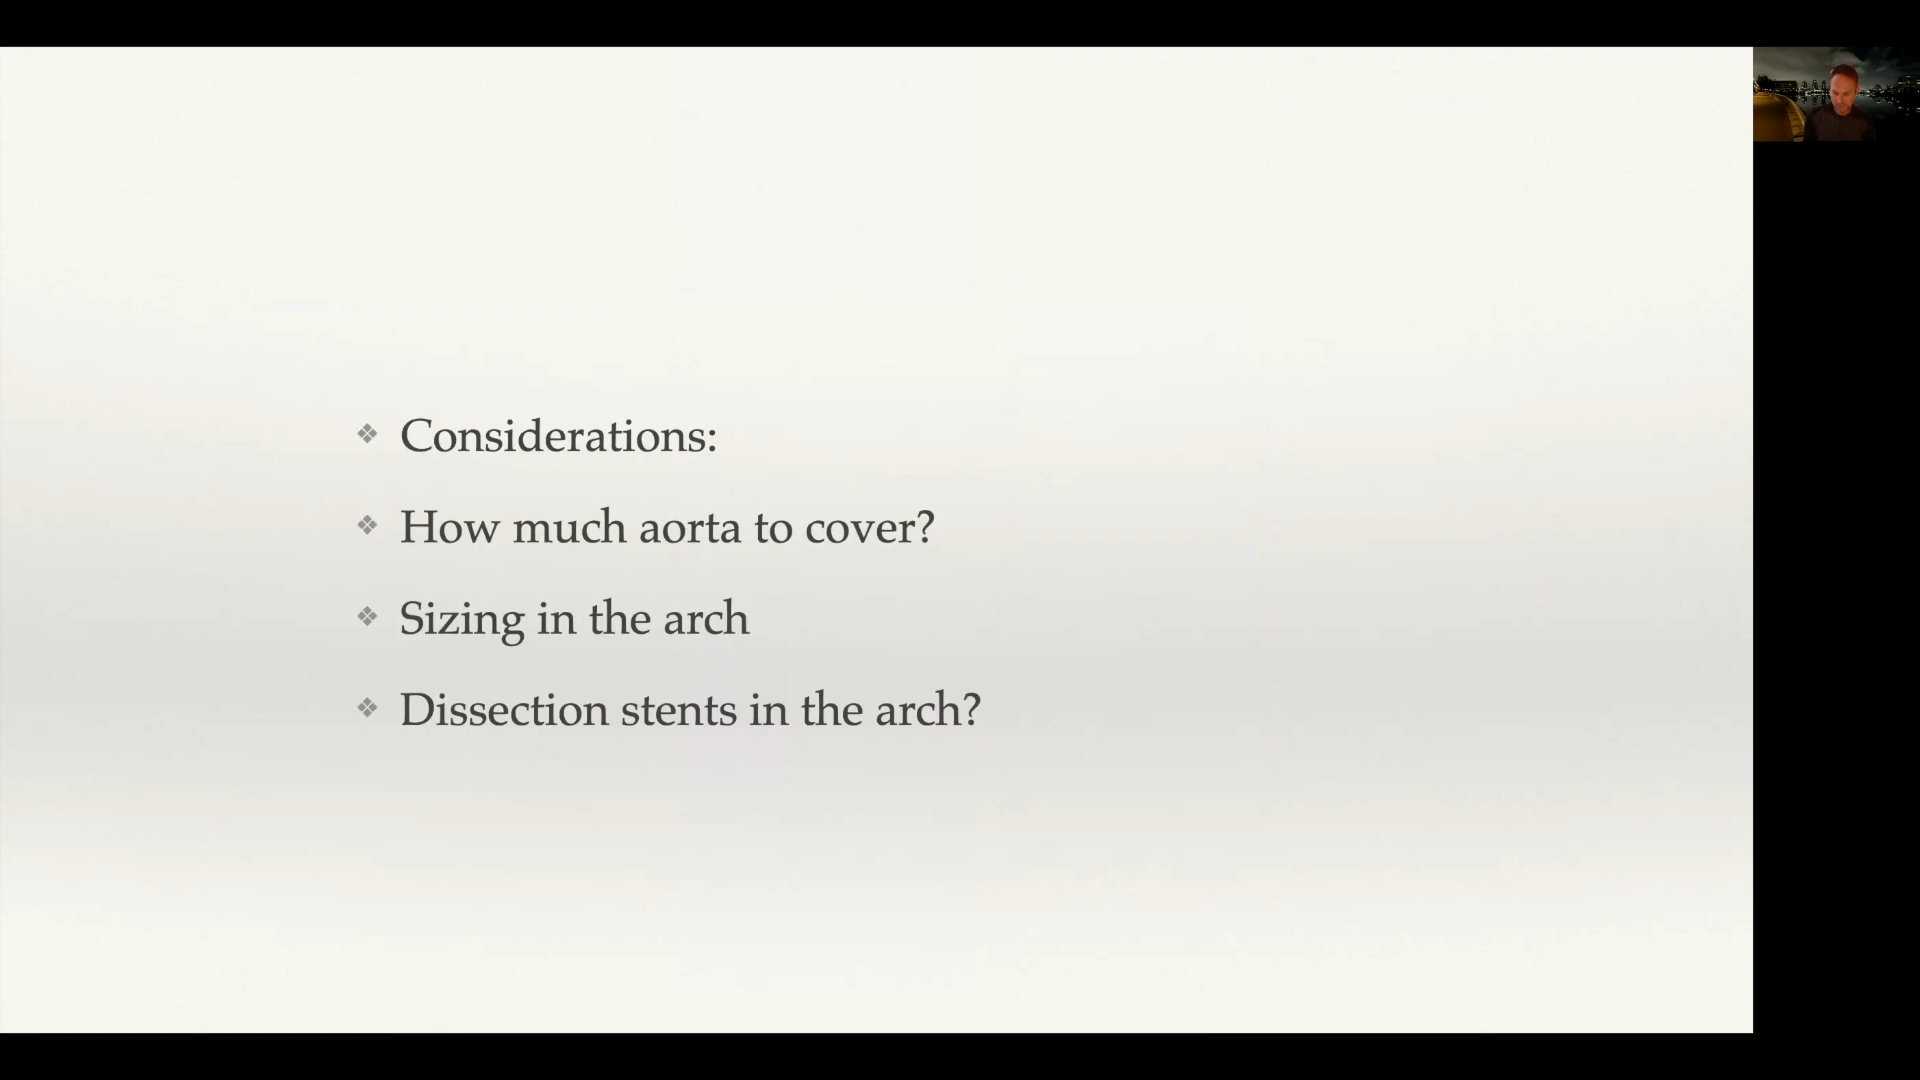 ❖ Considerations:
❖ How much aorta to cover?
❖ Sizing in the arch
❖ Dissection stents in the arch?